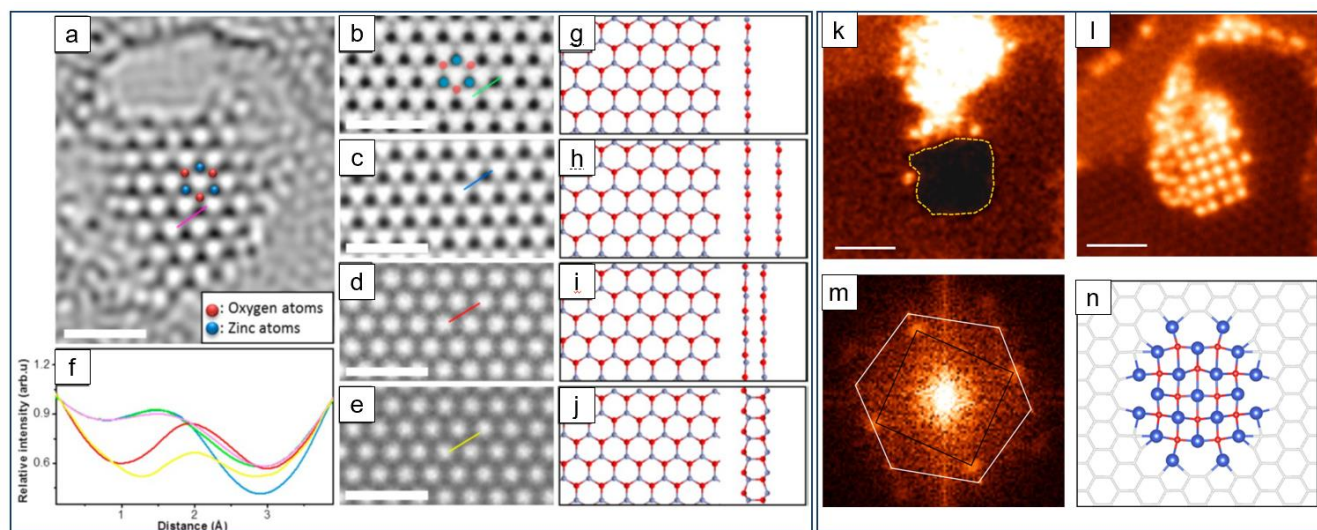 a
b
g
k
l
c
h
: Oxygen atoms
: Zinc atoms
d
i
m
n
f
Relative intensity (arb.u)
1.2
0.9
0.6
1
2
3
Distance (Å)
e
j